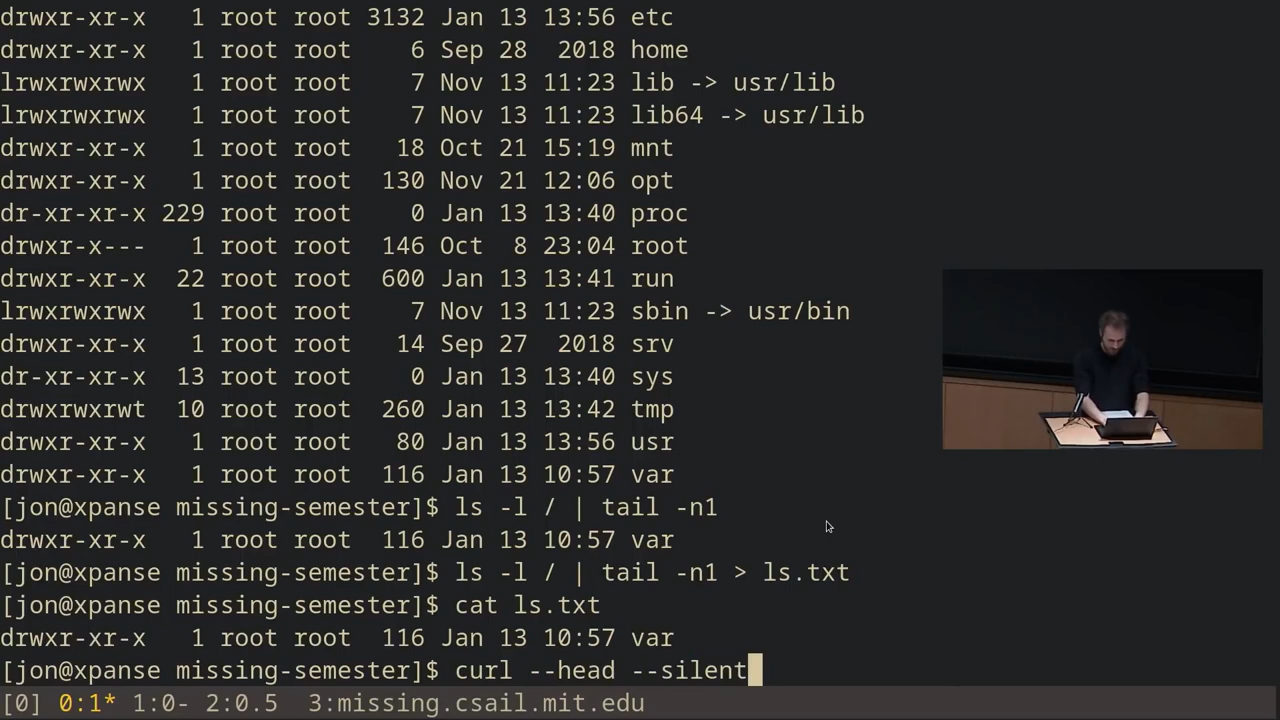 drwxr-xr-x   1 root root 3132 Jan 13 13:56 etc
drwxr-xr-x   1 root root    6 Sep 28  2018 home
lrwxrwxrwx   1 root root    7 Nov 13 11:23 lib -> usr/lib
lrwxrwxrwx   1 root root    7 Nov 13 11:23 lib64 -> usr/lib
drwxr-xr-x   1 root root   18 Oct 21 15:19 mnt
drwxr-xr-x   1 root root  130 Nov 21 12:06 opt
dr-xr-xr-x 229 root root    0 Jan 13 13:40 proc
drwxr-x---   1 root root  146 Oct  8 23:04 root
drwxr-xr-x  22 root root  600 Jan 13 13:41 run
lrwxrwxrwx   1 root root    7 Nov 13 11:23 sbin -> usr/bin
drwxr-xr-x   1 root root   14 Sep 27  2018 srv
dr-xr-xr-x  13 root root    0 Jan 13 13:40 sys
drwxrwxrwt  10 root root  260 Jan 13 13:42 tmp
drwxr-xr-x   1 root root   80 Jan 13 13:56 usr
drwxr-xr-x   1 root root  116 Jan 13 10:57 var
[jon@xpanse missing-semester]$ ls -l / | tail -n1
drwxr-xr-x   1 root root  116 Jan 13 10:57 var
[jon@xpanse missing-semester]$ ls -l / | tail -n1 > ls.txt
[jon@xpanse missing-semester]$ cat ls.txt
drwxr-xr-x   1 root root  116 Jan 13 10:57 var
[jon@xpanse missing-semester]$ curl --head --silent
[0] 0:1* 1:0- 2:0.5  3:missing.csail.mit.edu